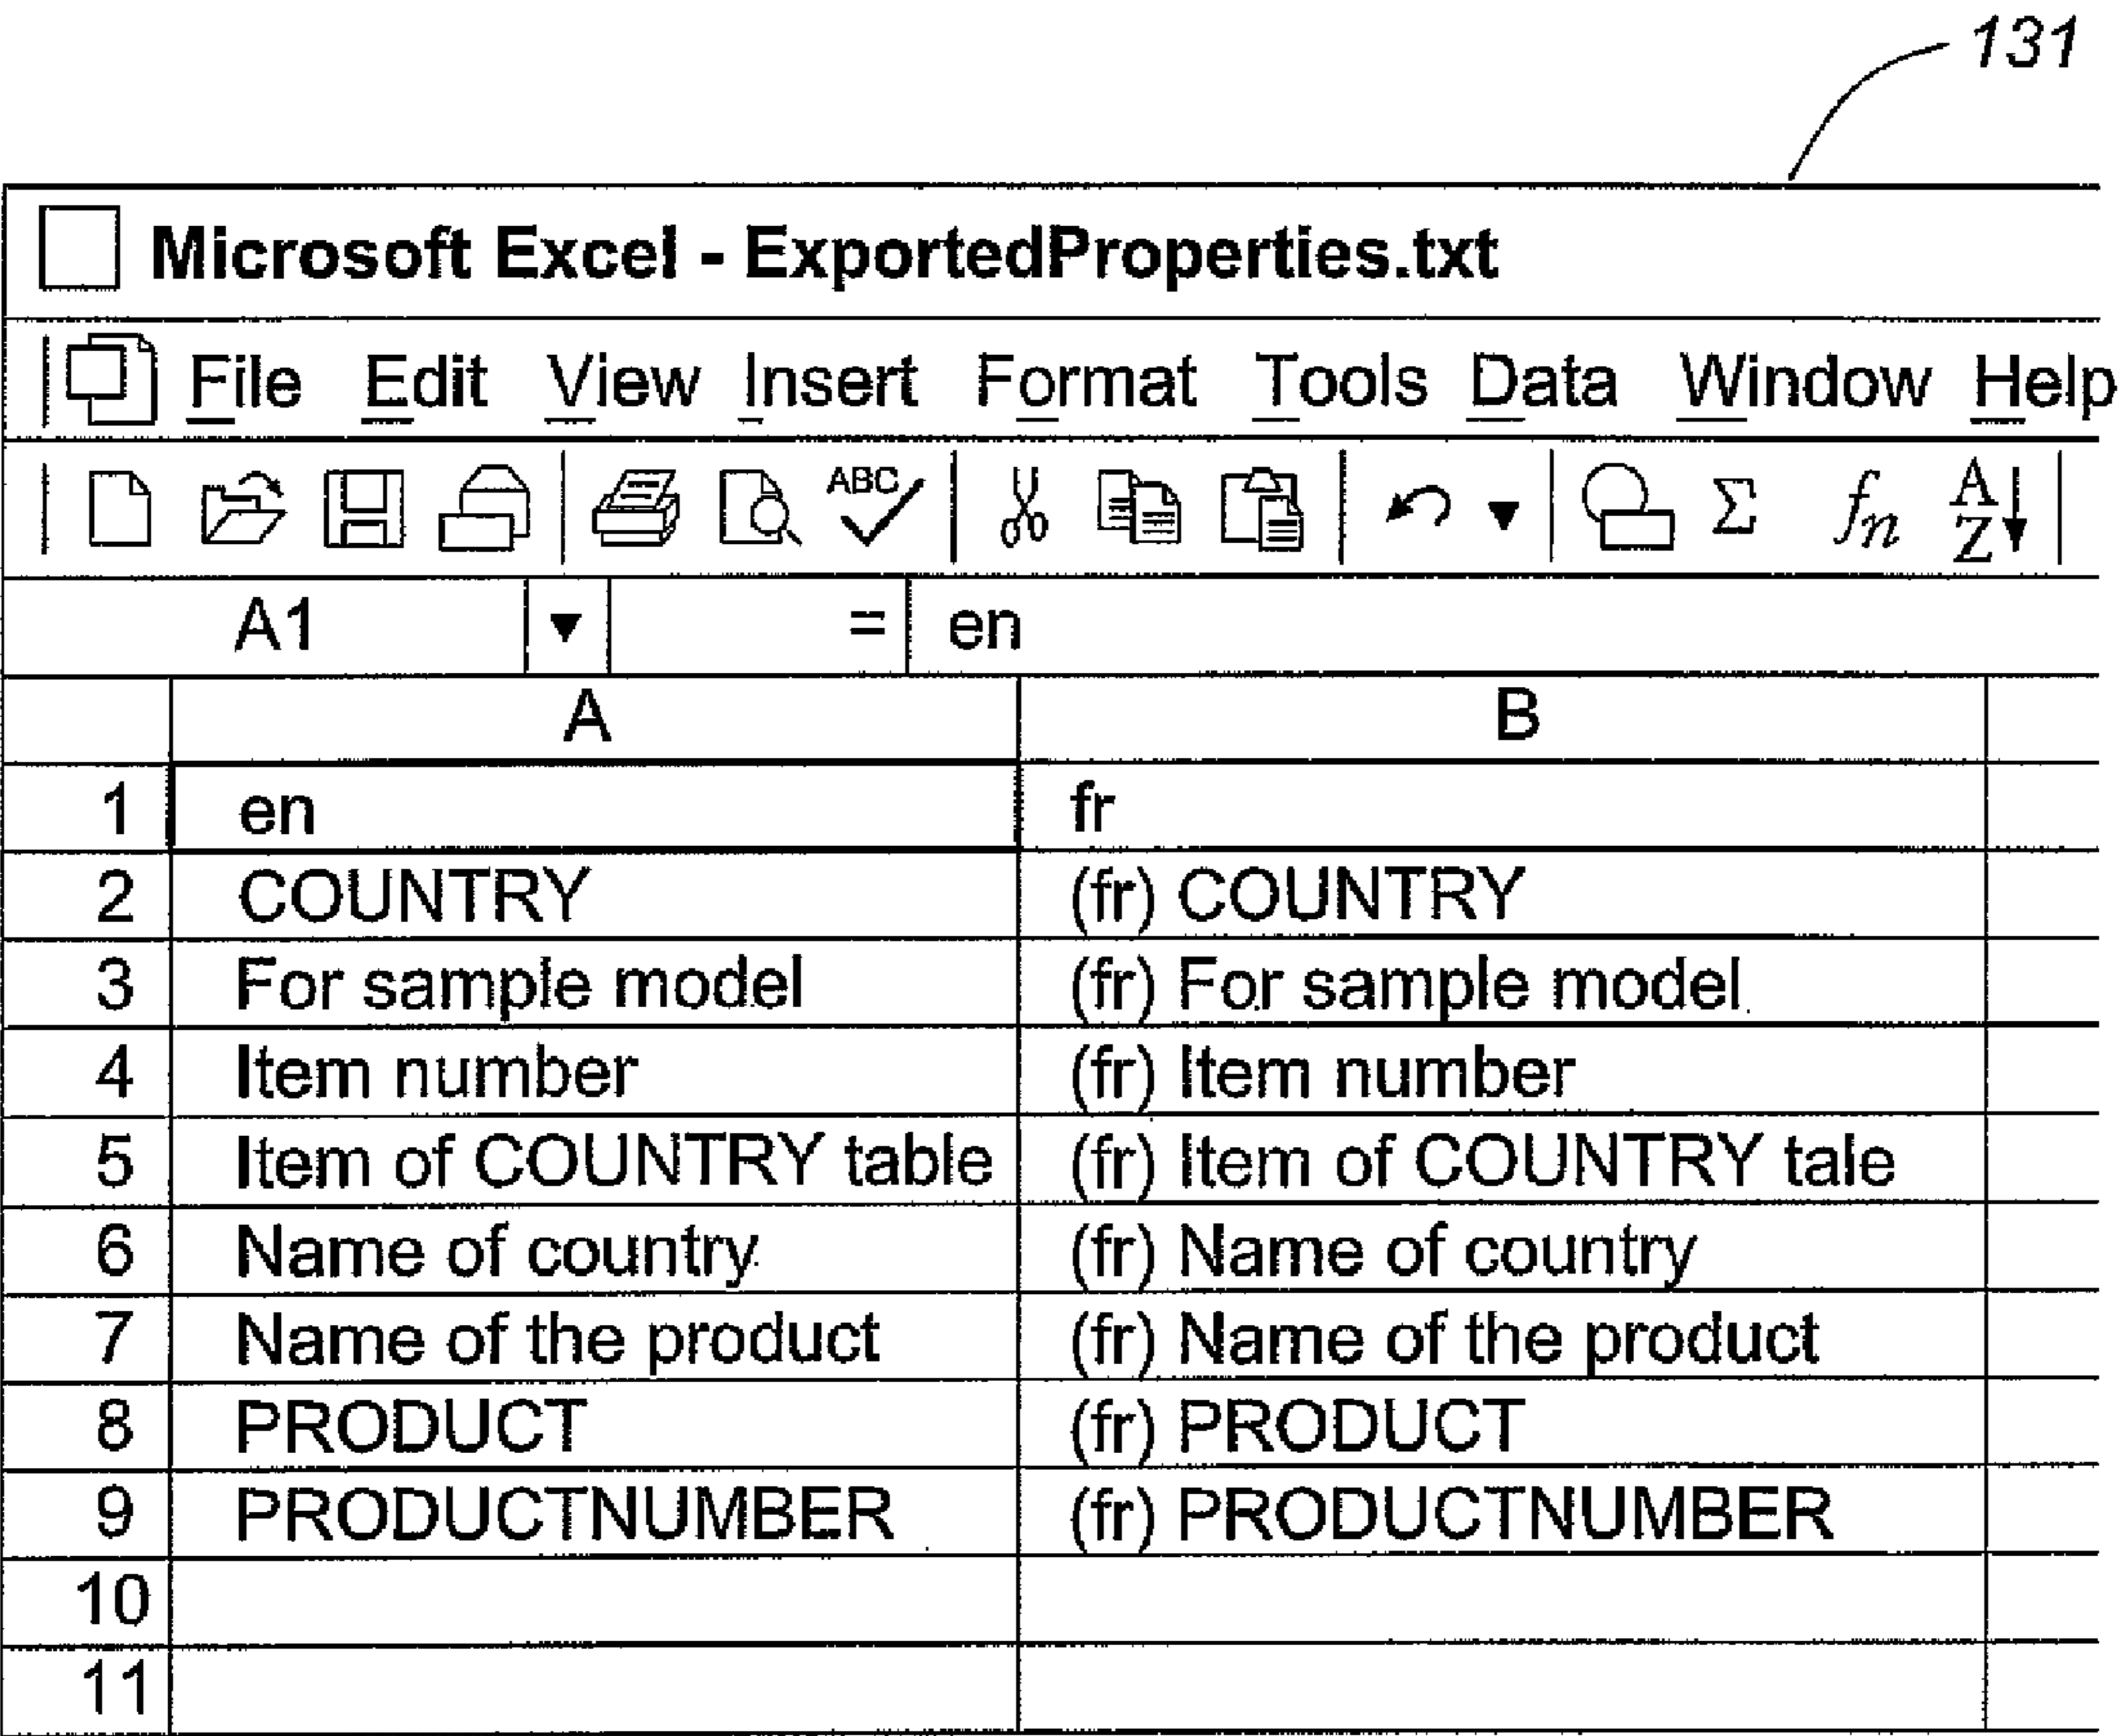 131
Microsoft Excel - ExportedProperties.txt
File Edit View Insert Format Tools Data Window Help
ABC Σ fn A Z
A1 = en
A B
1 en fr
2 COUNTRY (fr) COUNTRY
3 For sample model (fr) For sample model
4 Item number (fr) Item number
5 Item of COUNTRY table (fr) Item of COUNTRY tale
6 Name of country (fr) Name of country
7 Name of the product (fr) Name of the product
8 PRODUCT (fr) PRODUCT
9 PRODUCTNUMBER (fr) PRODUCTNUMBER
10
11